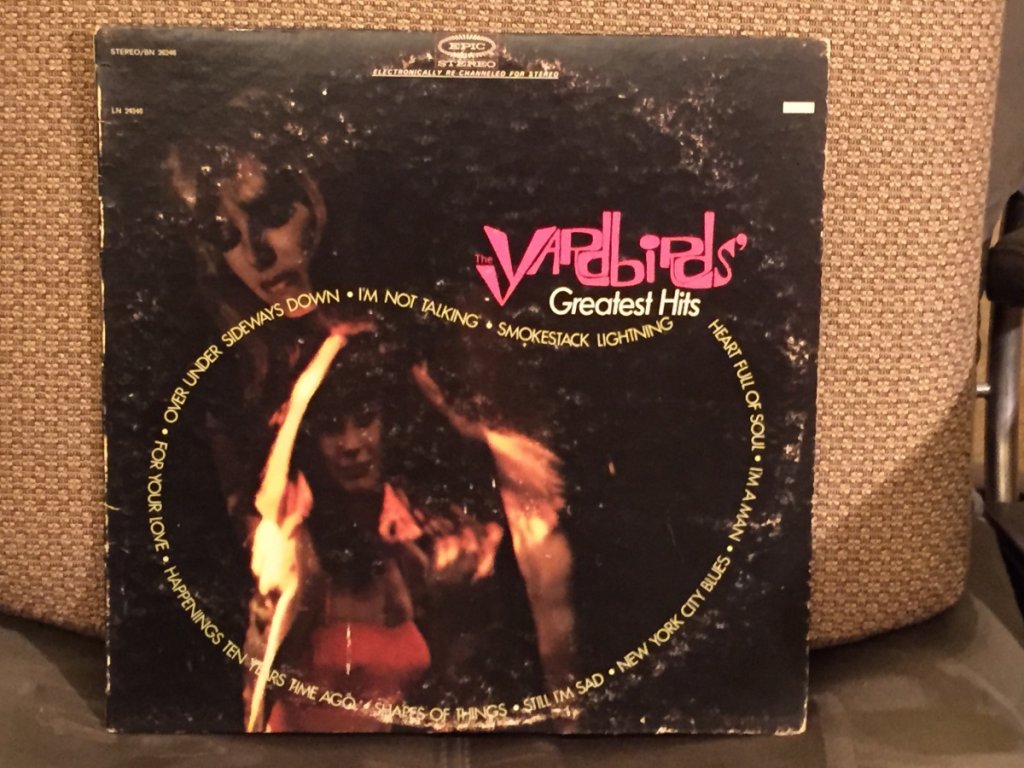 STEREO/BN 26246
EPIC
STEREO
ELECTRONICALLY RE-CHANNELED FOR STEREO
LN 24246
The YARDBIRDS'
Greatest Hits
HEART FULL OF SOUL • I'M A MAN • NEW YORK CITY BLUES • STILL I'M SAD • SHAPES OF THINGS • HAPPENINGS TEN YEARS TIME AGO • FOR YOUR LOVE • OVER UNDER SIDEWAYS DOWN • I'M NOT TALKING • SMOKESTACK LIGHTNING